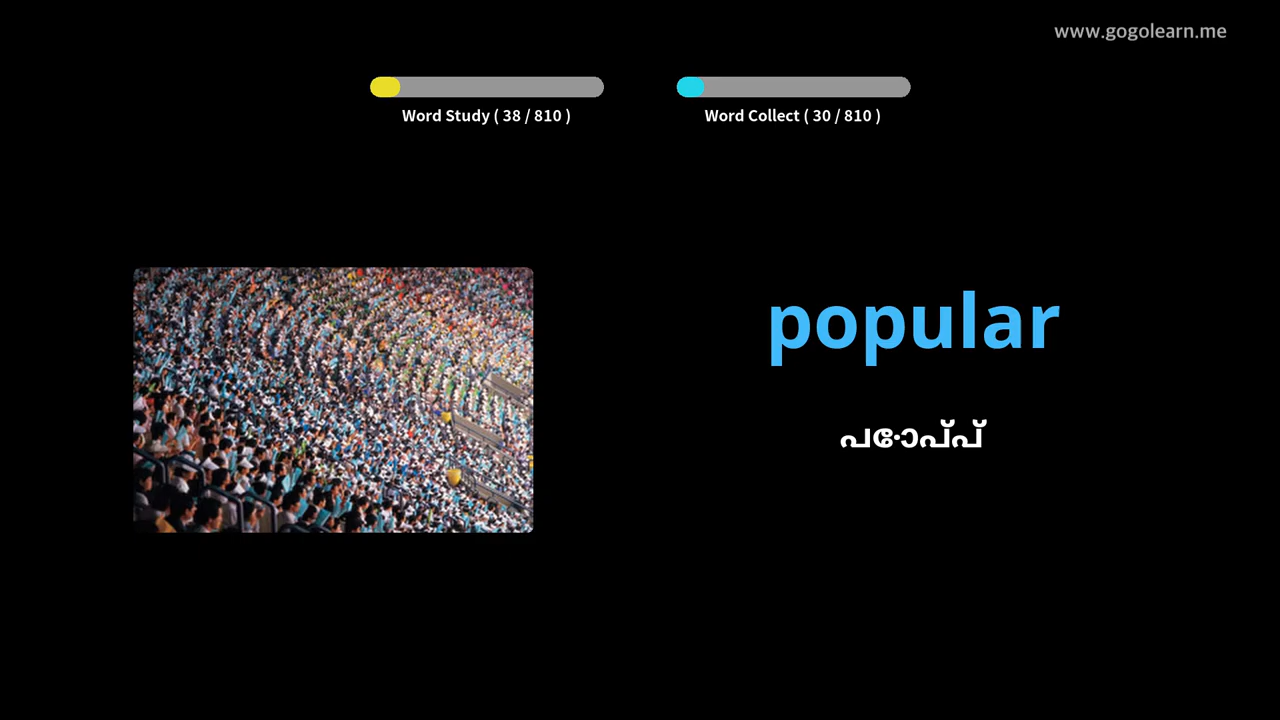 www.gogolearn.me
Word Study ( 38 / 810 )
Word Collect ( 30 / 810 )
popular
പോപ്പ്